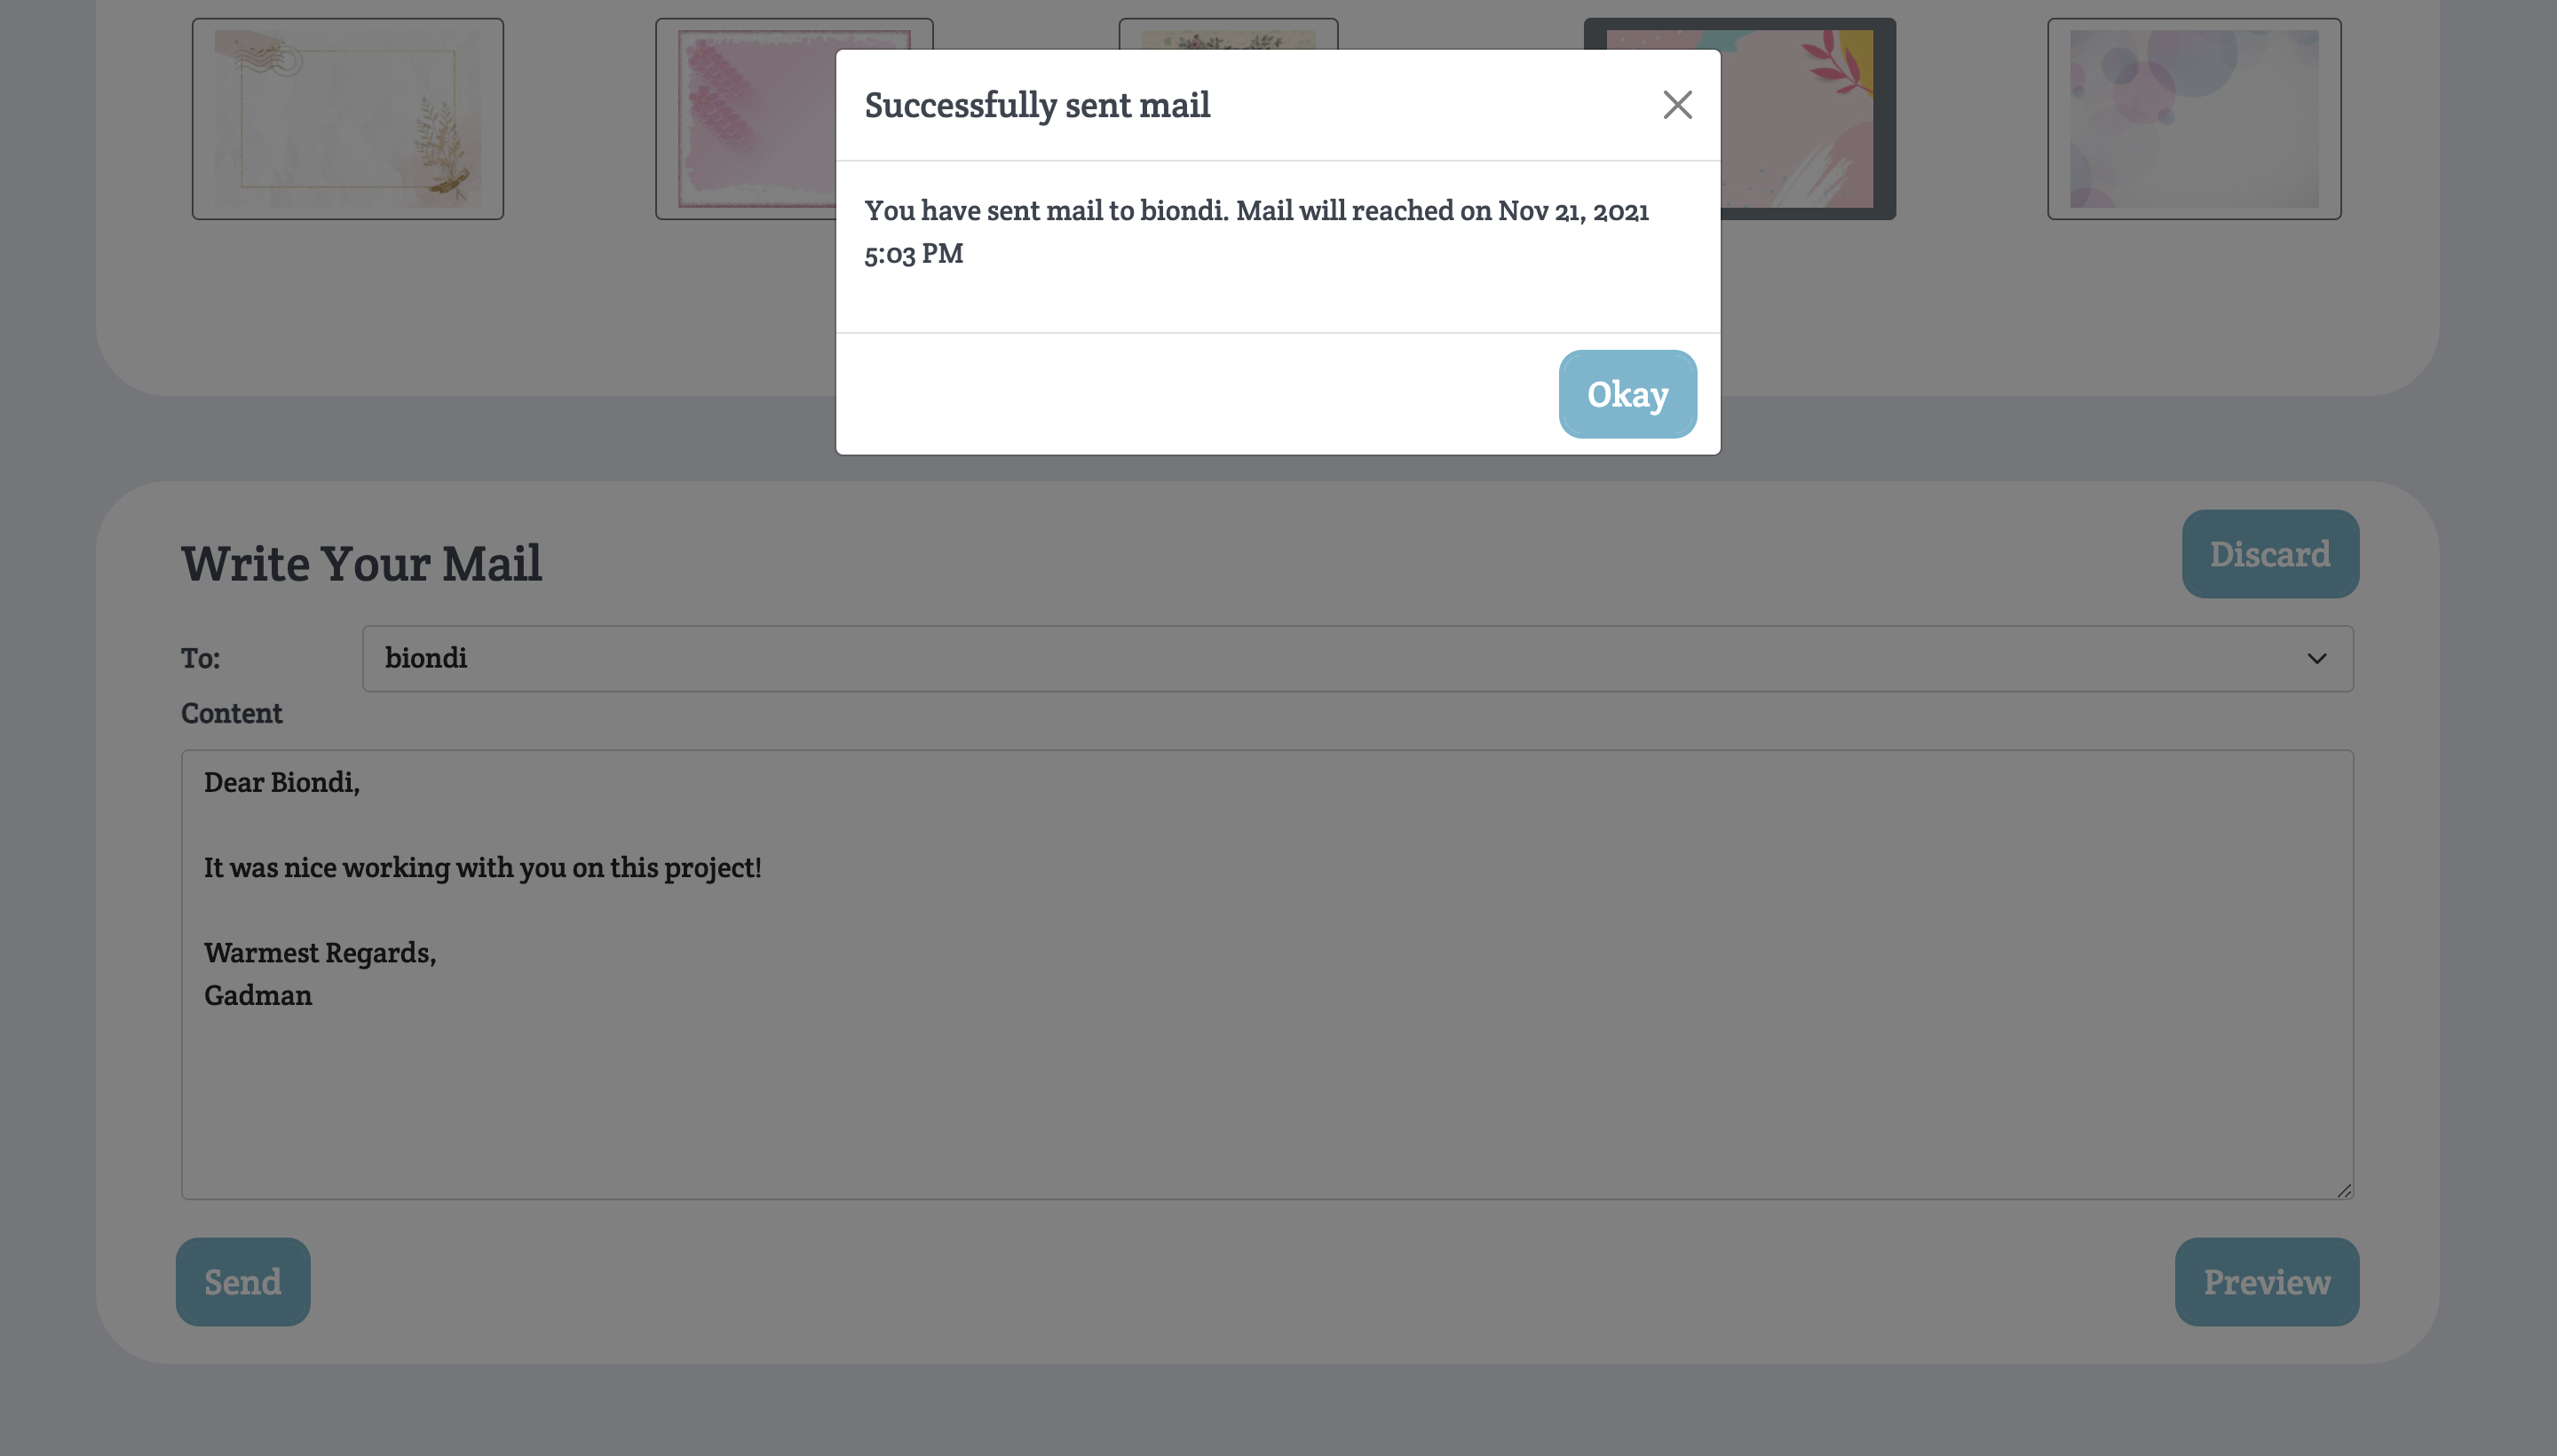 Successfully sent mail
You have sent mail to biondi. Mail will reached on Nov 21, 2021
5:03 PM
Okay
Write Your Mail
Discard
To:
biondi
Content
Dear Biondi,
It was nice working with you on this project!
Warmest Regards,
Gadman
Send
Preview